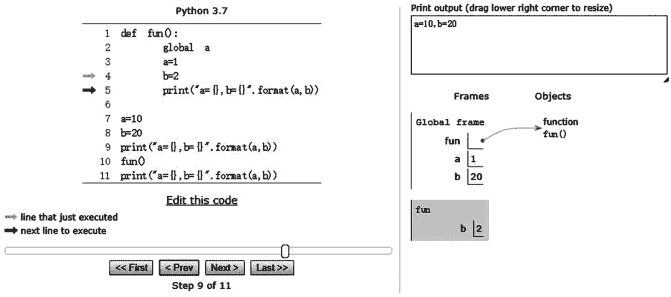 Python 3.7
1 def fun():
2 global a
3 a=1
4 b=2
5 print("a={},b={}".format(a,b))
6
7 a=10
8 b=20
9 print("a={},b={}".format(a,b))
10 fun()
11 print("a={},b={}".format(a,b))
Edit this code
line that just executed
next line to execute
<< First < Prev Next > Last >>
Step 9 of 11
Print output (drag lower right corner to resize)
a=10,b=20
Frames Objects
Global frame
fun
a 1
b 20
function
fun()
fun
b 2